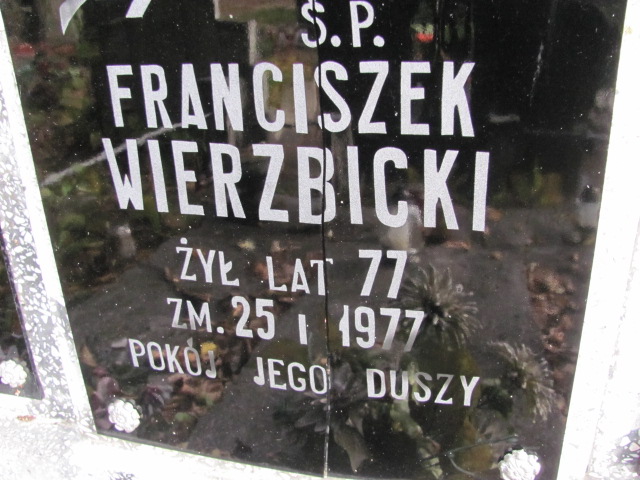 Ś.P.
FRANCISZEK
WIERZBICKI
ŻYŁ LAT 77
ZM. 25 I 1977
POKÓJ JEGO DUSZY